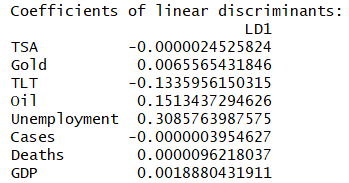 Coefficients of linear discriminants:
LD1
TSA -0.0000024525824
Gold 0.0065565431846
TLT -0.1335956150315
Oil 0.1513437294626
Unemployment 0.3085763987575
Cases -0.0000003954627
Deaths 0.0000096218037
GDP 0.0018880431911